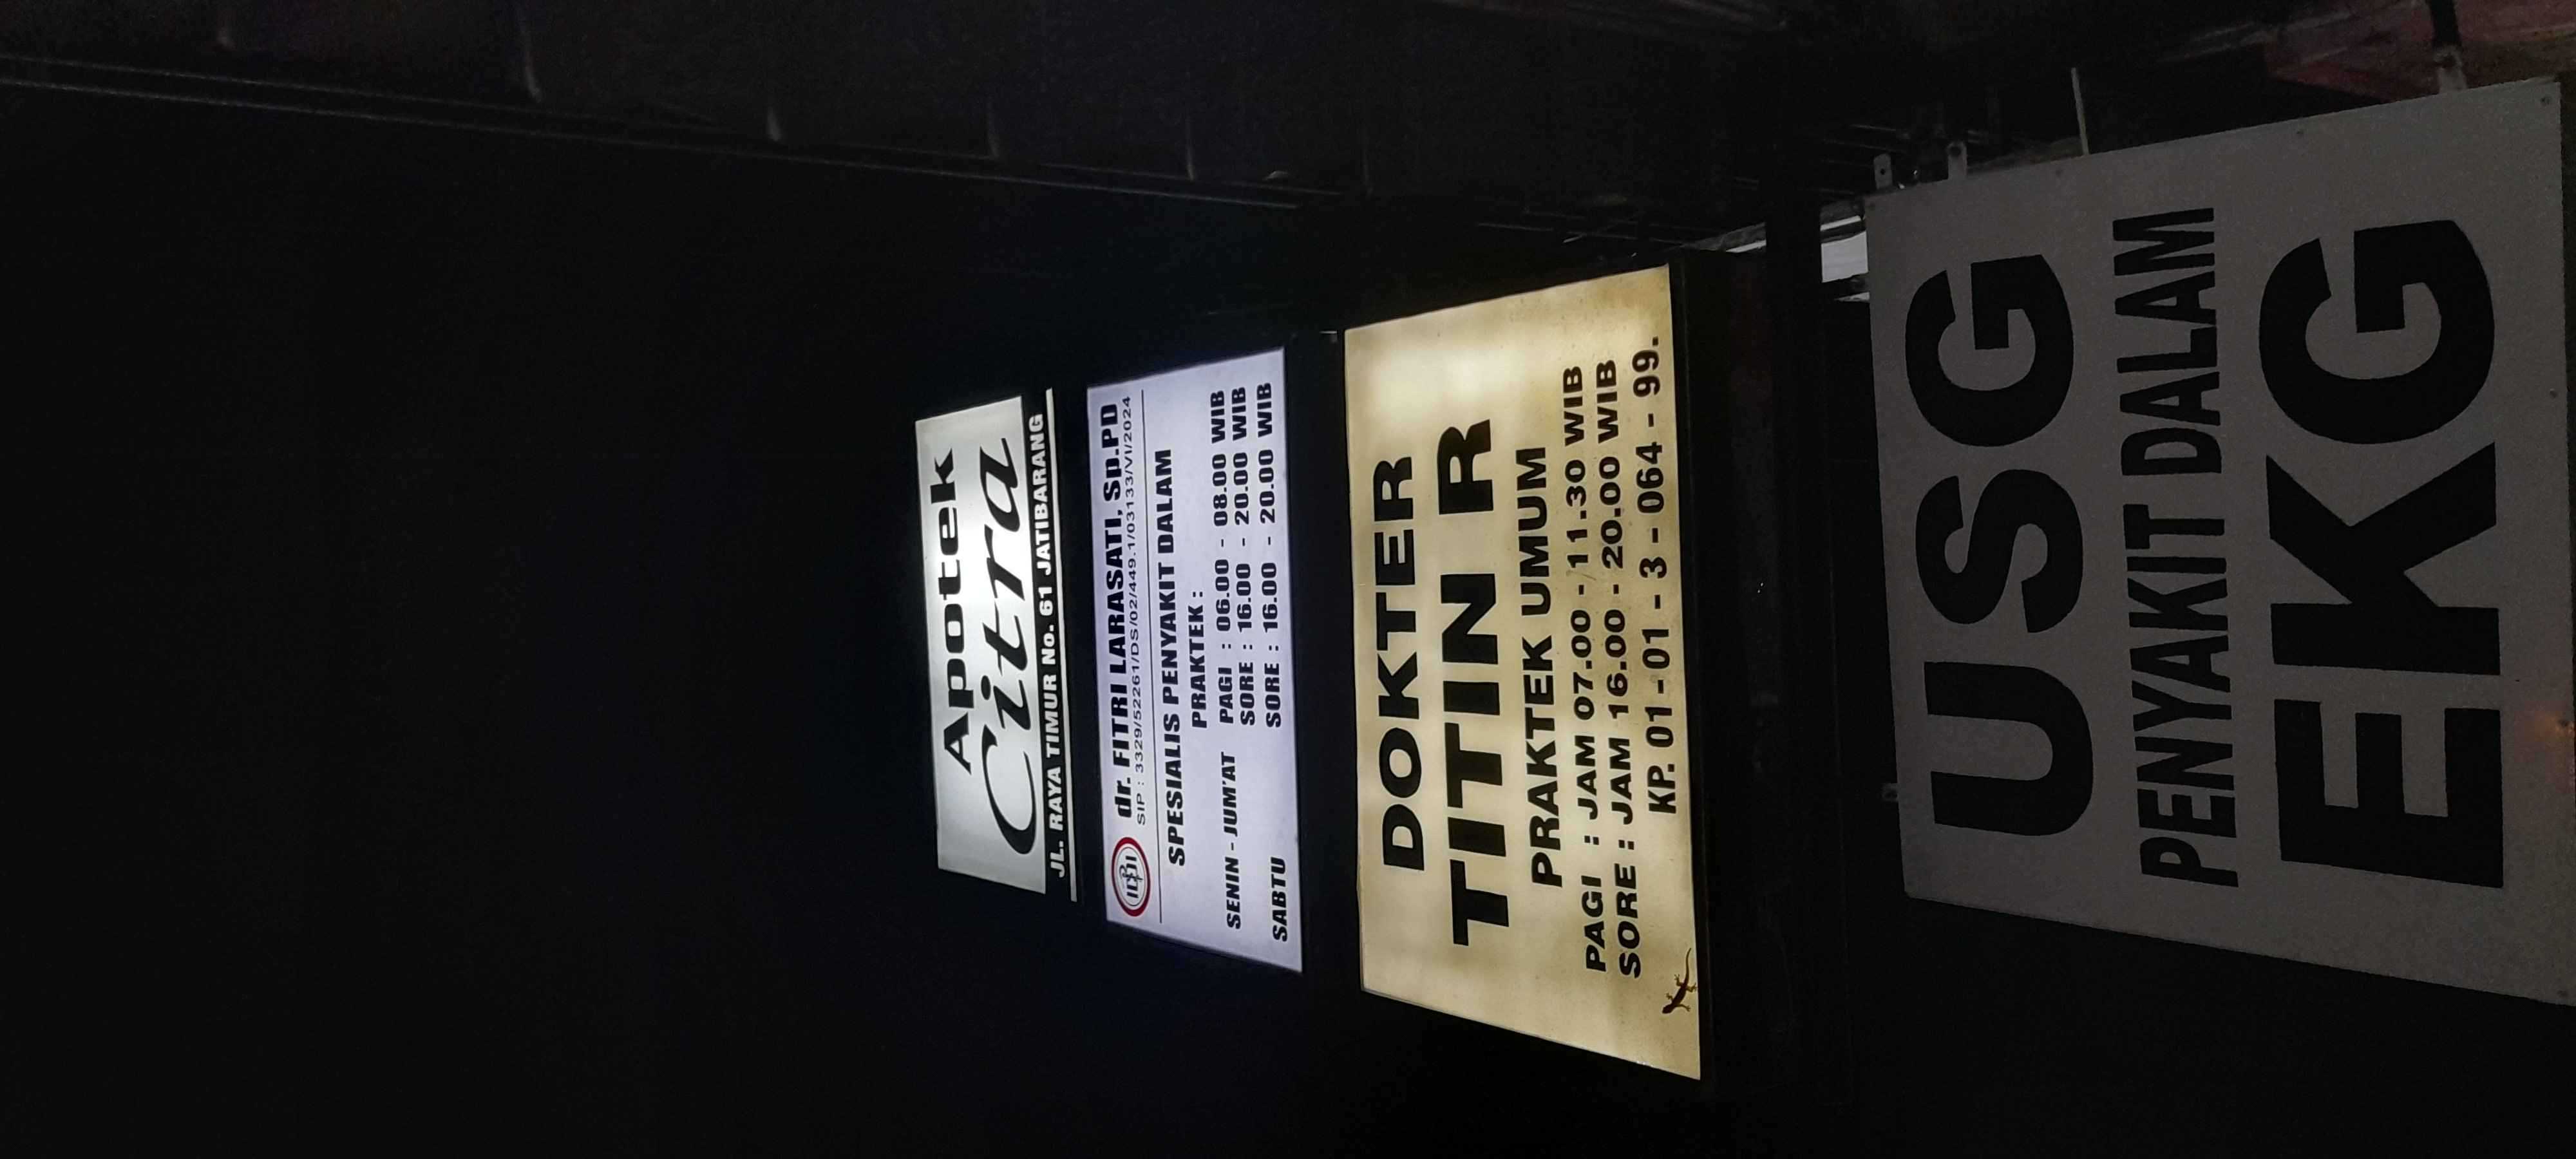 Apotek
Citra
JL. RAYA TIMUR No. 61 JATIBARANG
IDI
dr. FITRI LARASATI, Sp.PD
SIP : 3329/52261/DS/02/449.1/03133/VI/2024
SPESIALIS PENYAKIT DALAM
PRAKTEK :
SENIN - JUM'AT PAGI : 06.00 - 08.00 WIB
SORE : 16.00 - 20.00 WIB
SABTU SORE : 16.00 - 20.00 WIB
DOKTER
TITIN R
PRAKTEK UMUM
PAGI : JAM 07.00 - 11.30 WIB
SORE : JAM 16.00 - 20.00 WIB
KP. 01 - 01 - 3 - 064 - 99.
USG
PENYAKIT DALAM
EKG